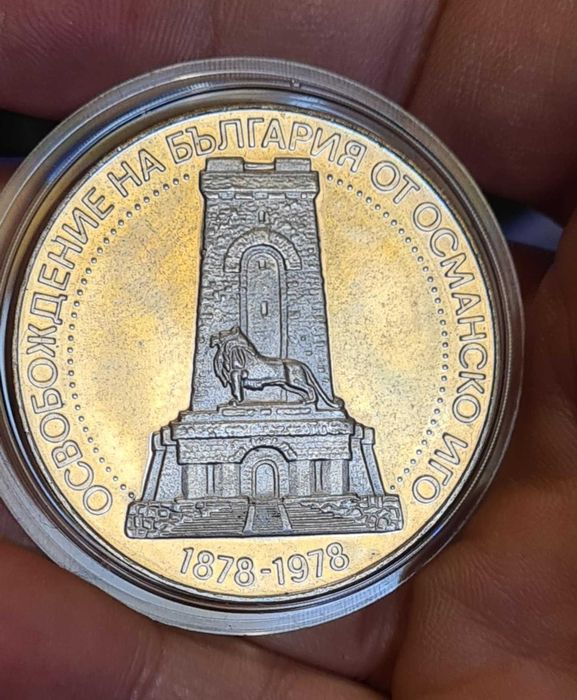 ОСВОБОЖДЕНИЕ НА БЪЛГАРИЯ ОТ ОСМАНСКО ИГО
1878-1978